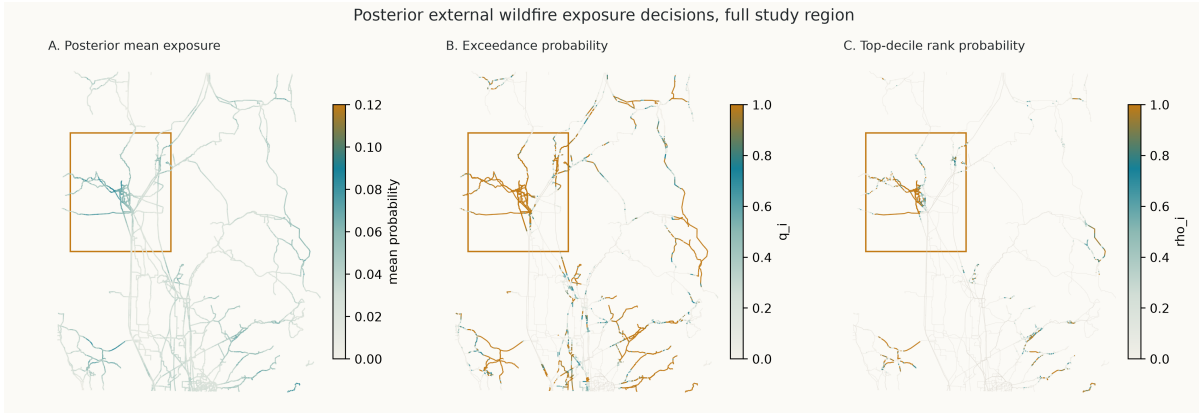 Posterior external wildfire exposure decisions, full study region
A. Posterior mean exposure
0.12
0.10
0.08
0.06
0.04
0.02
0.00
mean probability
B. Exceedance probability
1.0
0.8
0.6
0.4
0.2
0.0
q_i
C. Top-decile rank probability
1.0
0.8
0.6
0.4
0.2
0.0
rho_i